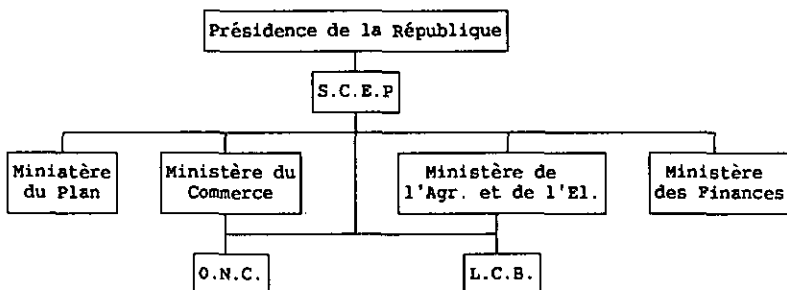 Présidence de la République
S.C.E.P
Miniatère
du Plan
Ministère du
Commerce
Ministère de
l'Agr. et de l'El.
Ministère
des Finances
O.N.C.
L.C.B.